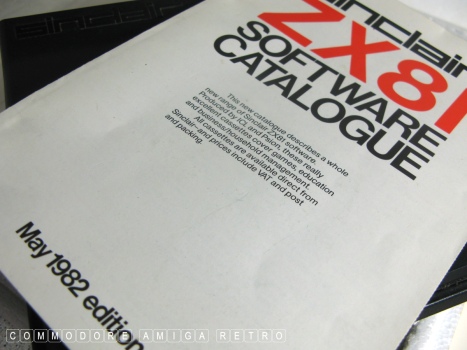 sinclair
sinclair
ZX81
SOFTWARE
CATALOGUE
This new catalogue describes a whole
new range of Sinclair ZX81 software.
Produced by ICL and Psion, these really
excellent cassettes cover games, education
and business/household management.
All cassettes are available direct from
Sinclair-and prices include VAT and post
and packing.
May 1982 edition
COMMODORE AMIGA RETRO